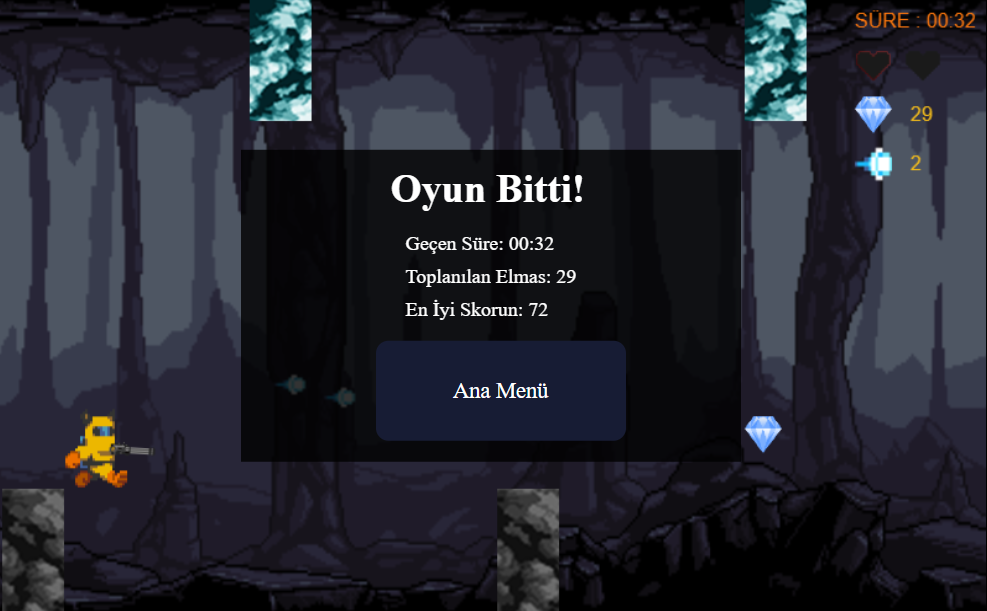 SÜRE : 00:32
29
2
Oyun Bitti!
Geçen Süre: 00:32
Toplanılan Elmas: 29
En İyi Skorun: 72
Ana Menü